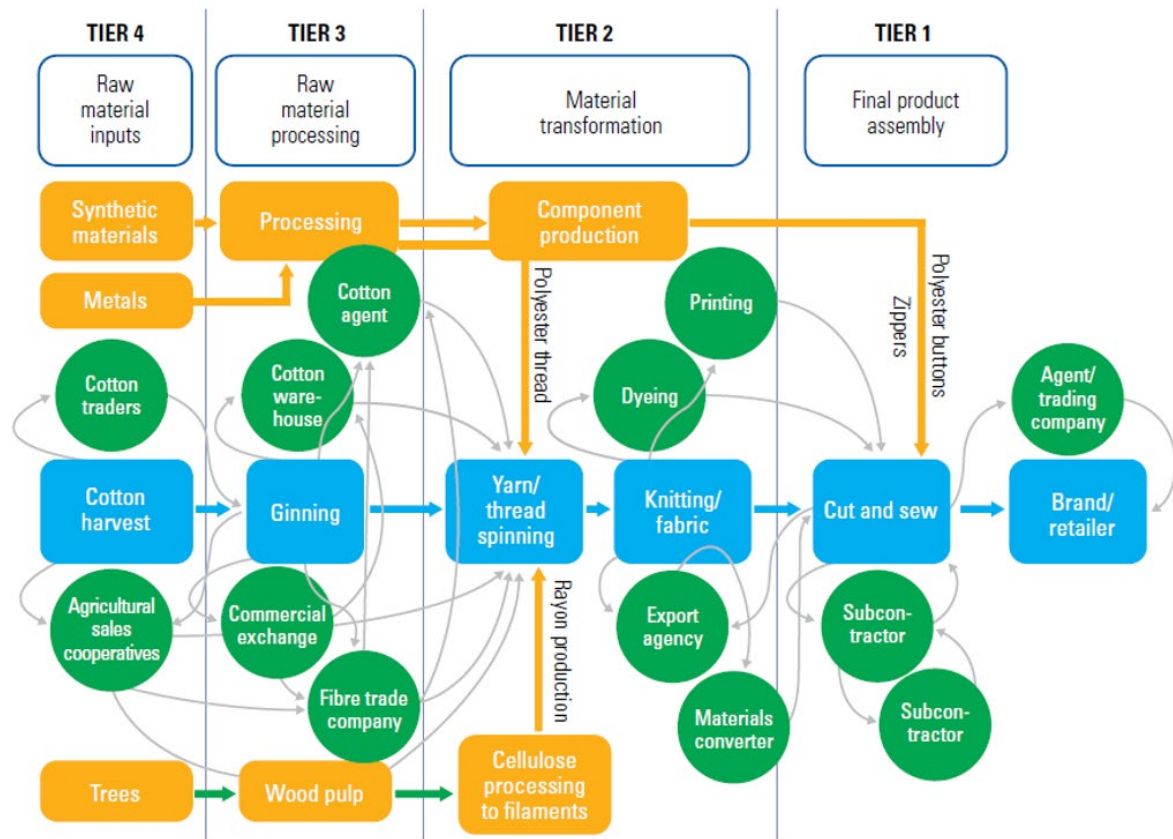 TIER 4
TIER 3
TIER 2
TIER 1
Raw
material
inputs
Raw
material
processing
Material
transformation
Final product
assembly
Synthetic
materials
Processing
Component
production
Metals
Cotton
agent
Printing
Polyester thread
Polyester buttons
Zippers
Cotton
traders
Cotton
ware-
house
Dyeing
Agent/
trading
company
Cotton
harvest
Ginning
Yarn/
thread
spinning
Knitting/
fabric
Cut and sew
Brand/
retailer
Agricultural
sales
cooperatives
Commercial
exchange
Fibre trade
company
Rayon production
Export
agency
Materials
converter
Subcon-
tractor
Subcon-
tractor
Trees
Wood pulp
Cellulose
processing
to filaments